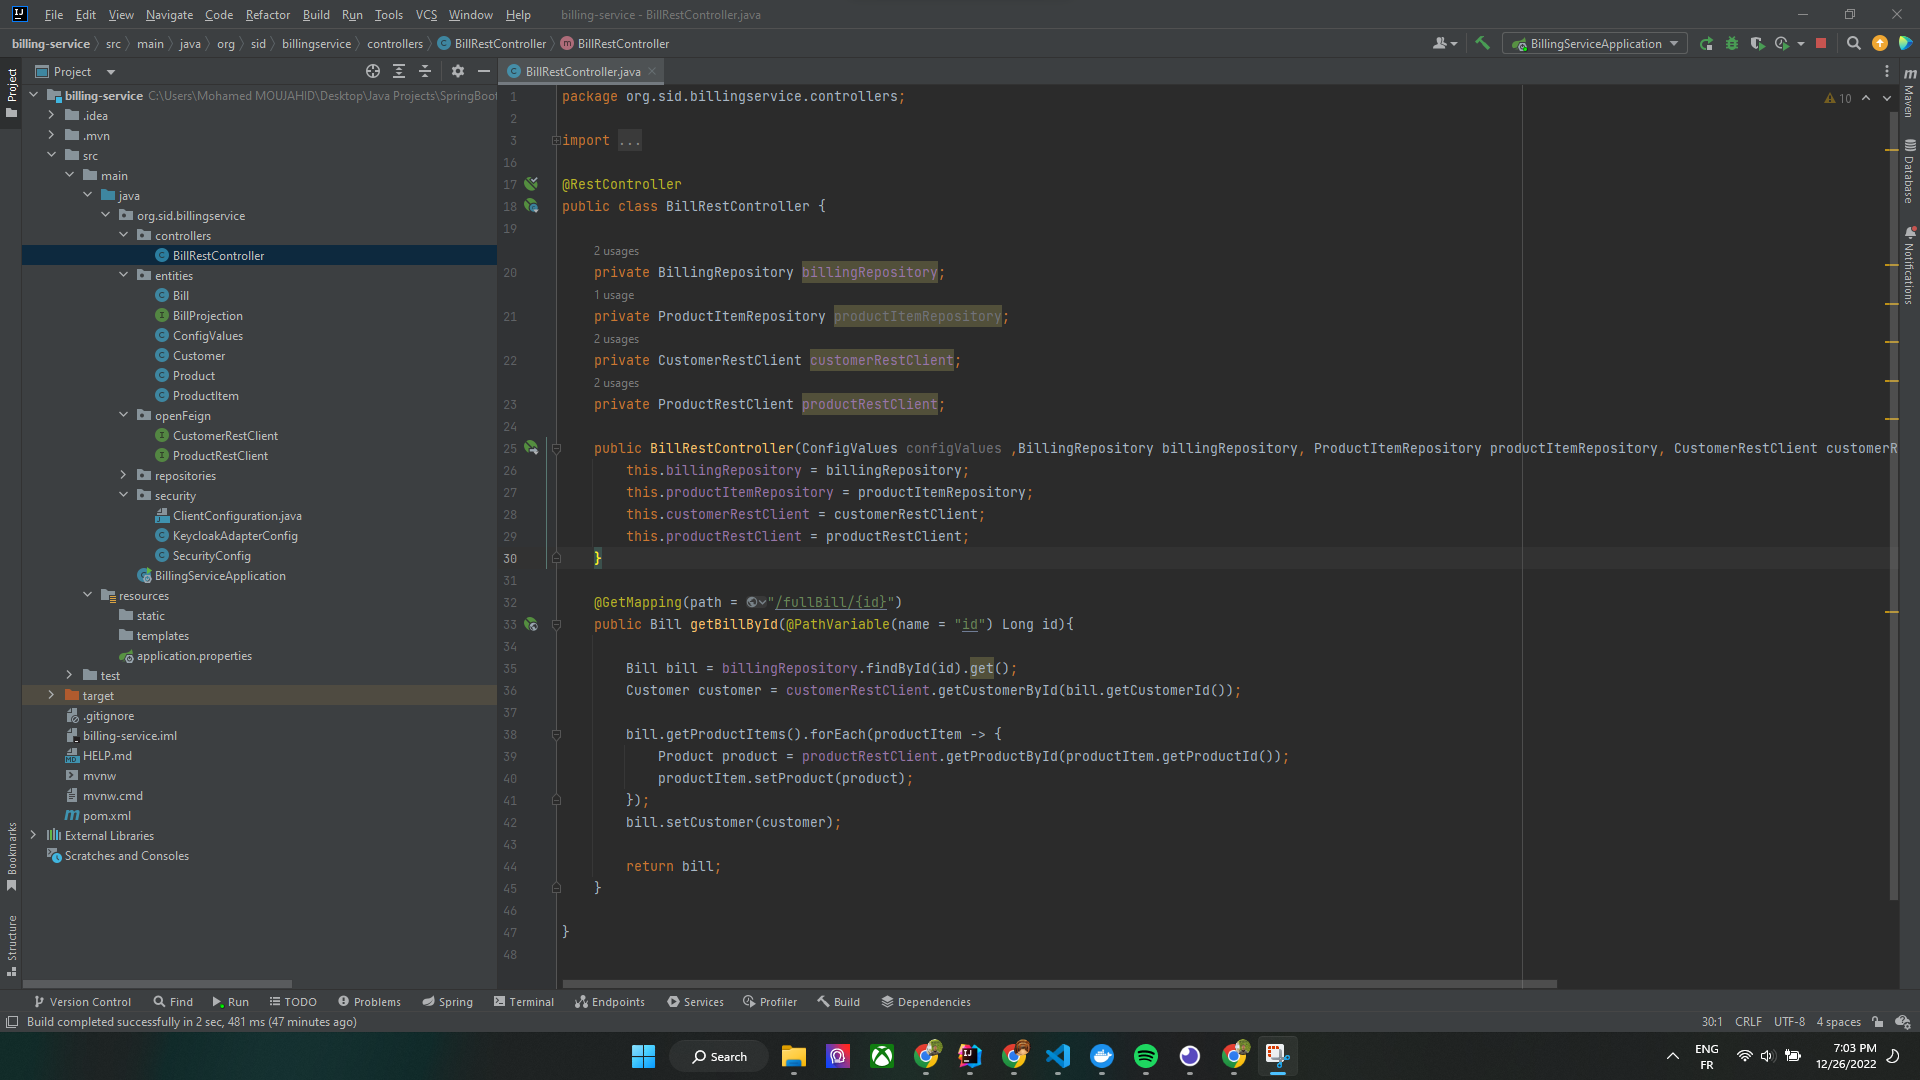 File Edit View Navigate Code Refactor Build Run Tools VCS Window Help billing-service - BillRestController.java
billing-service src main java org sid billingservice controllers BillRestController BillRestController BillingServiceApplication
Project
BillRestController.java
Project
billing-service C:\Users\Mohamed MOUJAHID\Desktop\Java Projects\SpringBoot
.idea
.mvn
src
main
java
org.sid.billingservice
controllers
BillRestController
entities
Bill
BillProjection
ConfigValues
Customer
Product
ProductItem
openFeign
CustomerRestClient
ProductRestClient
repositories
security
ClientConfiguration.java
KeycloakAdapterConfig
SecurityConfig
BillingServiceApplication
resources
static
templates
application.properties
test
target
.gitignore
billing-service.iml
HELP.md
mvnw
mvnw.cmd
pom.xml
External Libraries
Scratches and Consoles
Bookmarks
Structure
1 package org.sid.billingservice.controllers;
2
3 import ...
16
17 @RestController
18 public class BillRestController {
19
2 usages
20 private BillingRepository billingRepository;
1 usage
21 private ProductItemRepository productItemRepository;
2 usages
22 private CustomerRestClient customerRestClient;
2 usages
23 private ProductRestClient productRestClient;
24
25 public BillRestController(ConfigValues configValues ,BillingRepository billingRepository, ProductItemRepository productItemRepository, CustomerRestClient customerR
26 this.billingRepository = billingRepository;
27 this.productItemRepository = productItemRepository;
28 this.customerRestClient = customerRestClient;
29 this.productRestClient = productRestClient;
30 }
31
32 @GetMapping(path = "/fullBill/{id}")
33 public Bill getBillById(@PathVariable(name = "id") Long id){
34
35 Bill bill = billingRepository.findById(id).get();
36 Customer customer = customerRestClient.getCustomerById(bill.getCustomerId());
37
38 bill.getProductItems().forEach(productItem -> {
39 Product product = productRestClient.getProductById(productItem.getProductId());
40 productItem.setProduct(product);
41 });
42 bill.setCustomer(customer);
43
44 return bill;
45 }
46
47 }
48
10
Maven
Database
Notifications
Version Control Find Run TODO Problems Spring Terminal Endpoints Services Profiler Build Dependencies
Build completed successfully in 2 sec, 481 ms (47 minutes ago) 30:1 CRLF UTF-8 4 spaces
Search
ENG
FR
7:03 PM
12/26/2022